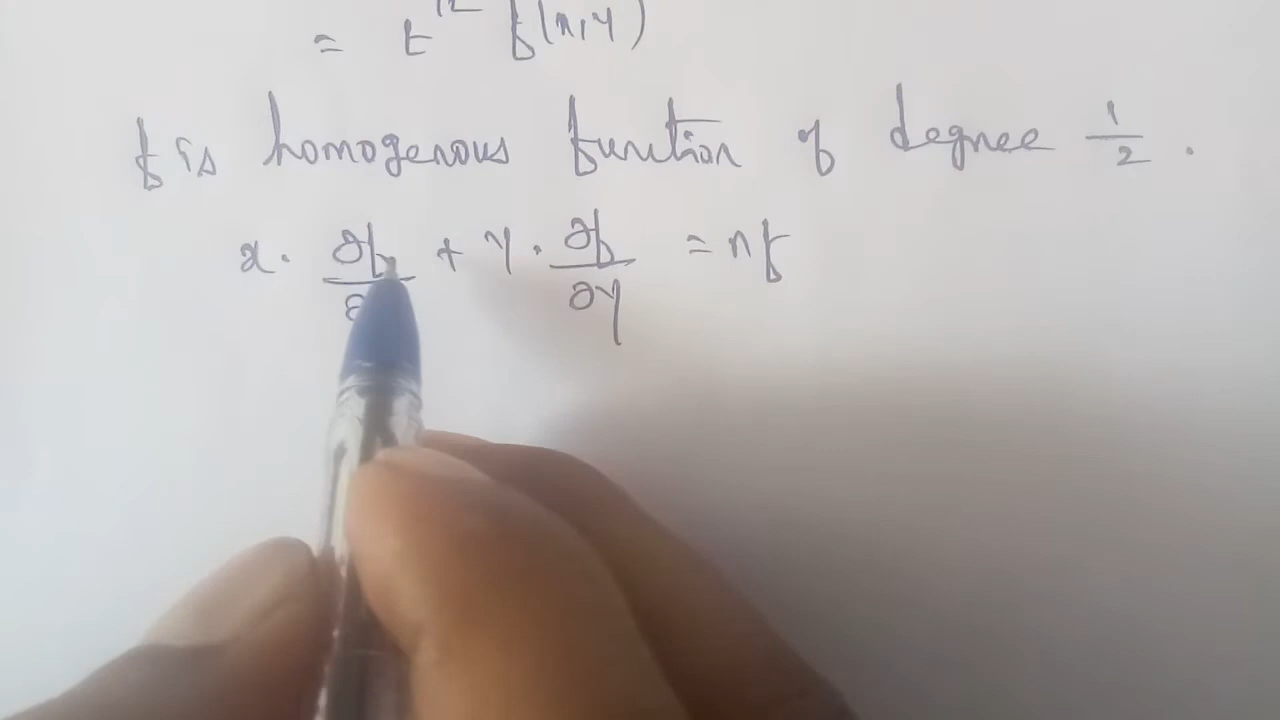 = t^{1/2} f(x,y)
f is homogenous function of degree 1/2 .
x · ∂f/∂x + y · ∂f/∂y = nf